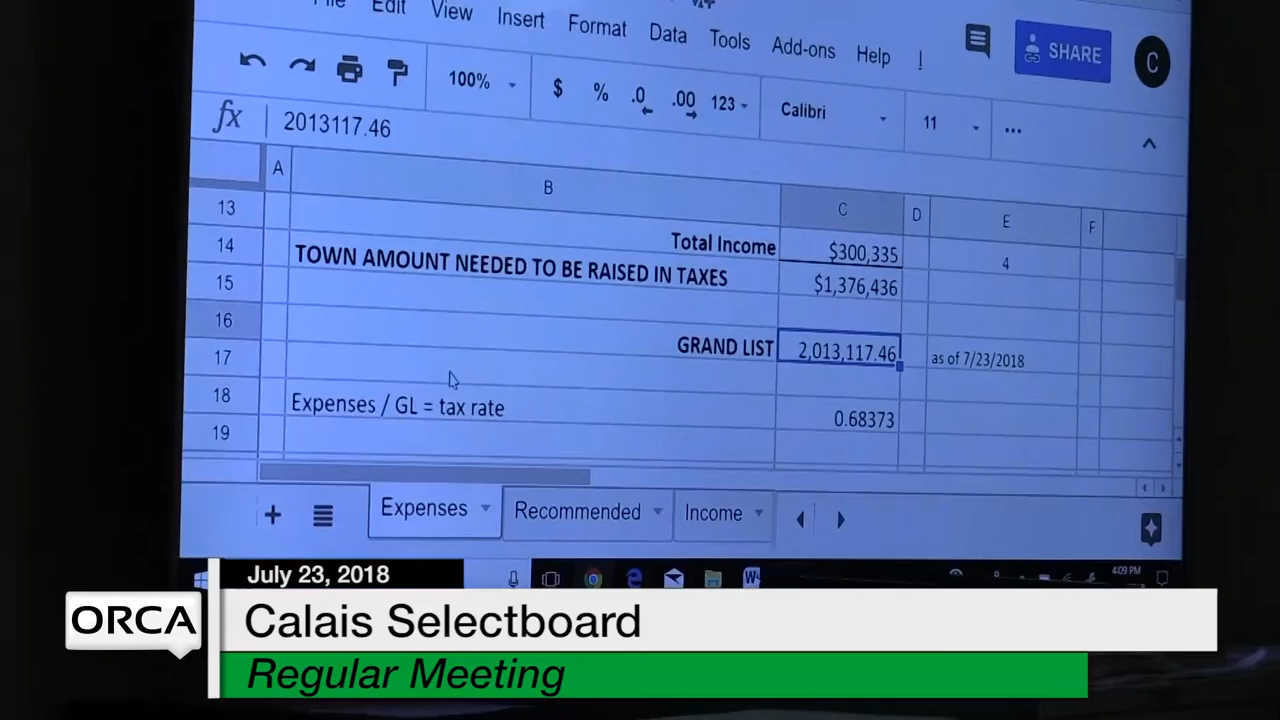 File Edit View Insert Format Data Tools Add-ons Help
SHARE C
100% $ % .0 .00 123 Calibri 11 ...
fx 2013117.46
A B C D E F
13
14 Total Income $300,335 4
15 TOWN AMOUNT NEEDED TO BE RAISED IN TAXES $1,376,436
16
17 GRAND LIST 2,013,117.46 as of 7/23/2018
18
19 Expenses / GL = tax rate 0.68373
+ Expenses Recommended Income
4:09 PM
July 23, 2018
ORCA
Calais Selectboard
Regular Meeting